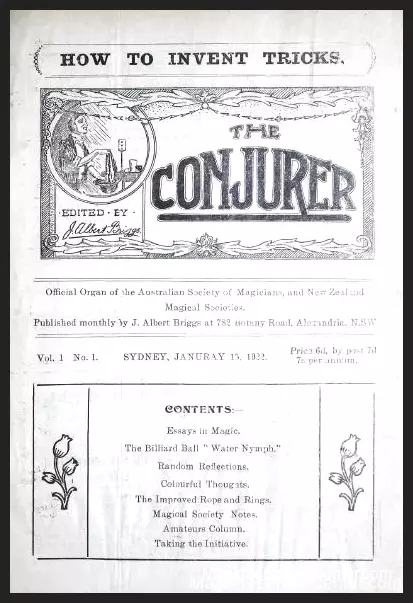 HOW TO INVENT TRICKS.
THE
CONJURER
EDITED · BY ·
J. Albert Briggs.
Official Organ of the Australian Society of Magicians, and New Zealand
Magical Societies.
Published monthly by J. Albert Briggs at 782 Botany Road, Alexandria, N.S.W
Vol. 1 No. 1.
SYDNEY, JANURAY 15, 1922.
Price 6d, by post 7d
7s per annum.
CONTENTS:—
Essays in Magic.
The Billiard Ball " Water Nymph."
Random Reflections.
Colourful Thoughts.
The Improved Rope and Rings.
Magical Society Notes.
Amateurs Column.
Taking the Initiative.